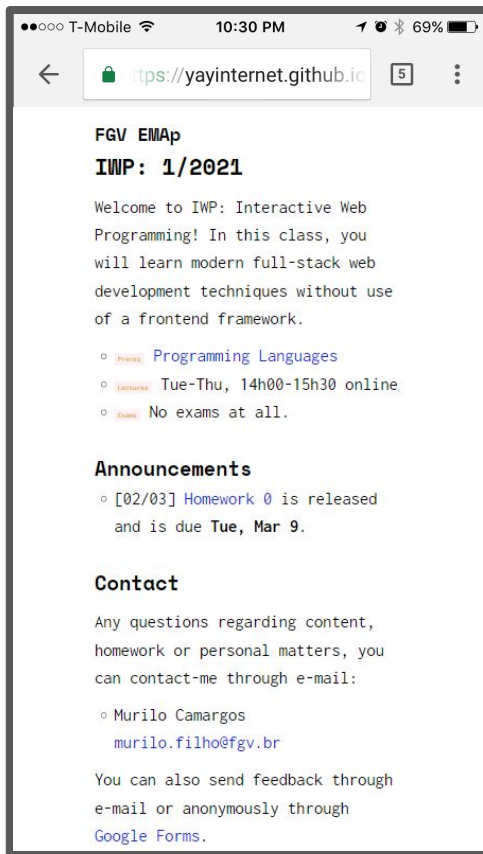 T-Mobile 10:30 PM 69%
ttps://yayinternet.github.io 5
FGV EMAp
IWP: 1/2021
Welcome to IWP: Interactive Web
Programming! In this class, you
will learn modern full-stack web
development techniques without use
of a frontend framework.
Prereq Programming Languages
Lectures Tue-Thu, 14h00-15h30 online
Exams No exams at all.
Announcements
[02/03] Homework 0 is released
and is due Tue, Mar 9.
Contact
Any questions regarding content,
homework or personal matters, you
can contact-me through e-mail:
Murilo Camargos
murilo.filho@fgv.br
You can also send feedback through
e-mail or anonymously through
Google Forms.